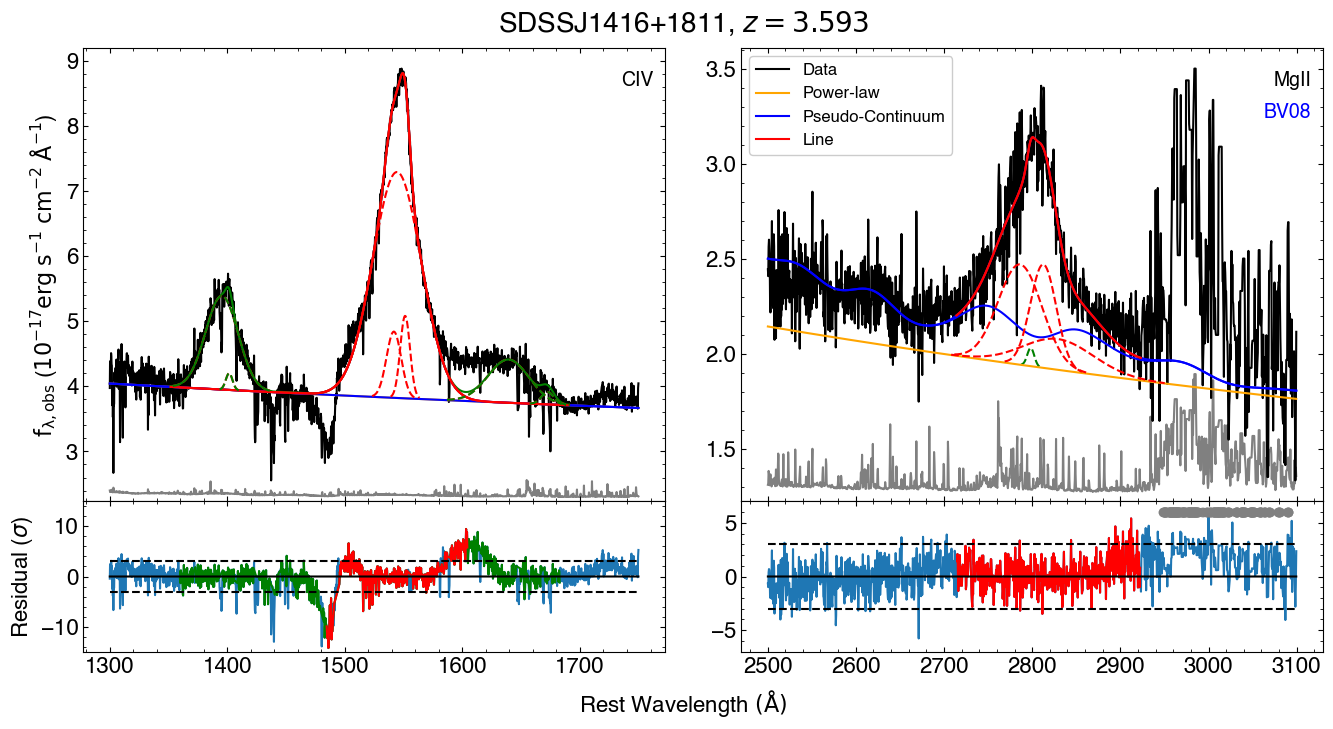 SDSSJ1416+1811, z = 3.593
f_λ,obs (10⁻¹⁷erg s⁻¹ cm⁻² Å⁻¹)
9
8
7
6
5
4
3
CIV
3.5
3.0
2.5
2.0
1.5
Data
Power-law
Pseudo-Continuum
Line
MgII
BV08
Residual (σ)
10
0
−10
5
0
−5
1300 1400 1500 1600 1700
2500 2600 2700 2800 2900 3000 3100
Rest Wavelength (Å)